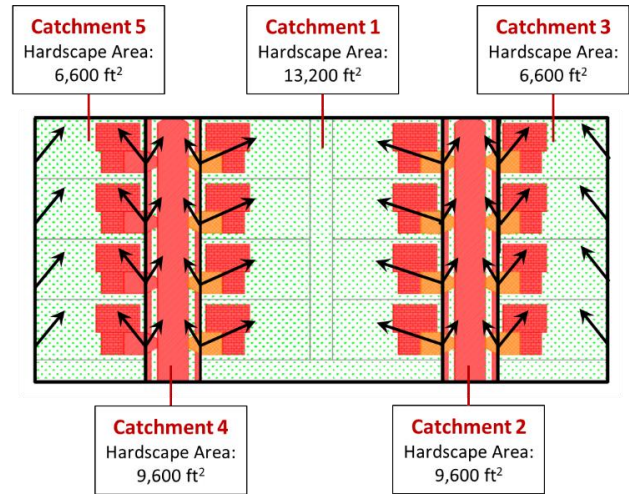 Catchment 5
Hardscape Area:
6,600 ft²
Catchment 1
Hardscape Area:
13,200 ft²
Catchment 3
Hardscape Area:
6,600 ft²
Catchment 4
Hardscape Area:
9,600 ft²
Catchment 2
Hardscape Area:
9,600 ft²